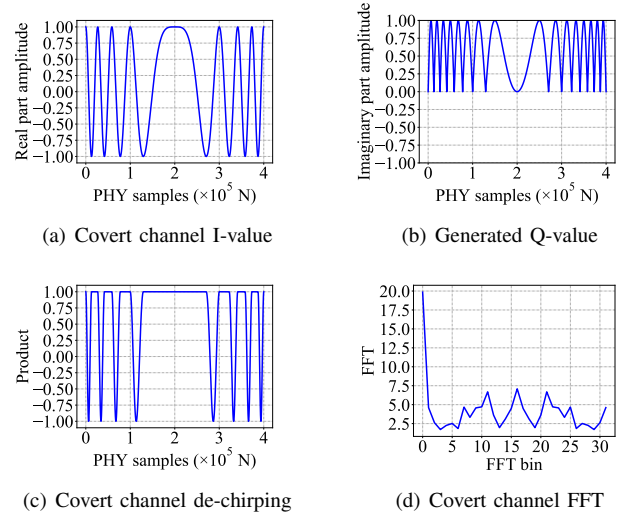 Real part amplitude
1.00
0.75
0.50
0.25
0.00
−0.25
−0.50
−0.75
−1.00
0 1 2 3 4
PHY samples (×10⁵ N)
(a) Covert channel I-value
Imaginary part amplitude
1.00
0.75
0.50
0.25
0.00
−0.25
−0.50
−0.75
−1.00
0 1 2 3 4
PHY samples (×10⁵ N)
(b) Generated Q-value
Product
1.00
0.75
0.50
0.25
0.00
−0.25
−0.50
−0.75
−1.00
0 1 2 3 4
PHY samples (×10⁵ N)
(c) Covert channel de-chirping
FFT
20.0
17.5
15.0
12.5
10.0
7.5
5.0
2.5
0 5 10 15 20 25 30
FFT bin
(d) Covert channel FFT